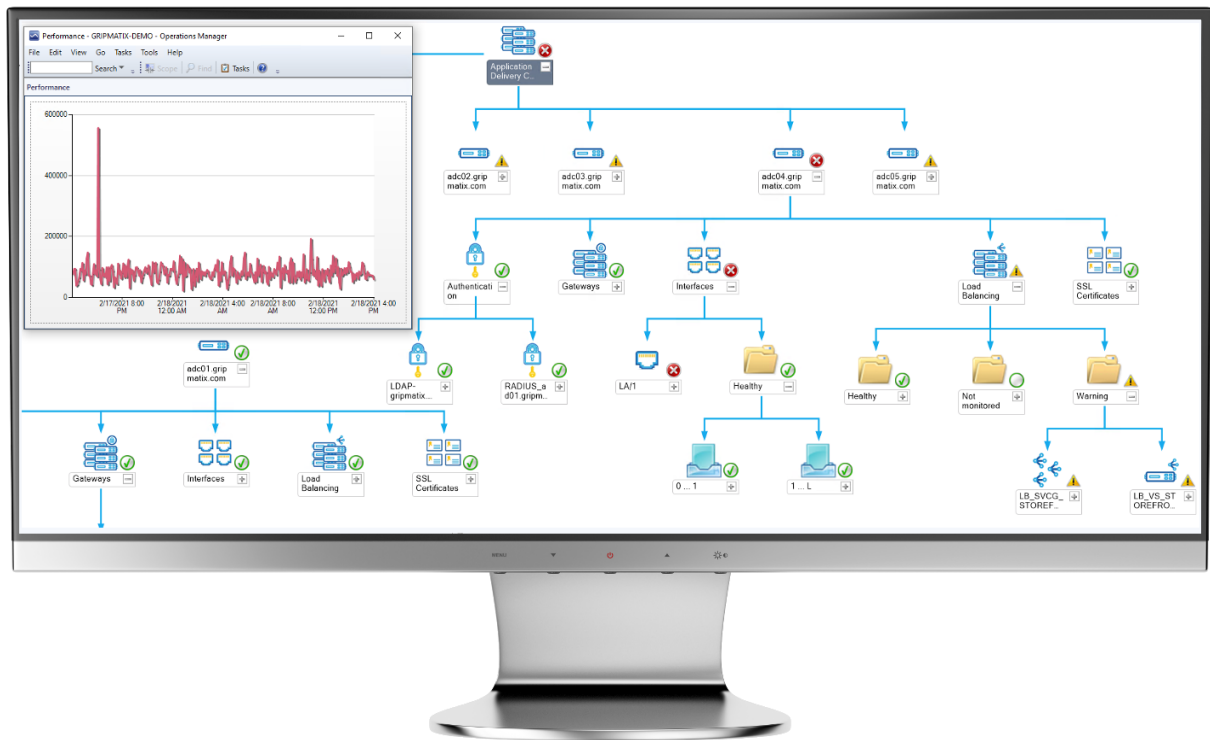 Performance - GRIPMATIX-DEMO - Operations Manager
File Edit View Go Tasks Tools Help
Search Scope Find Tasks
Performance
600000
400000
200000
0
2/17/2021 8:00 PM
2/18/2021 12:00 AM
2/18/2021 4:00 AM
2/18/2021 8:00 AM
2/18/2021 12:00 PM
2/18/2021 4:00 PM
Application
Delivery C...
adc02.grip
matix.com
adc03.grip
matix.com
adc04.grip
matix.com
adc05.grip
matix.com
Authenticati
on
Gateways
Interfaces
Load
Balancing
SSL
Certificates
adc01.grip
matix.com
LDAP-
gripmatix...
RADIUS_a
d01.gripm...
LA/1
Healthy
Healthy
Not
monitored
Warning
Gateways
Interfaces
Load
Balancing
SSL
Certificates
0 ... 1
1 ... L
LB_SVCG_
STOREF...
LB_VS_ST
OREFRO...
MENU